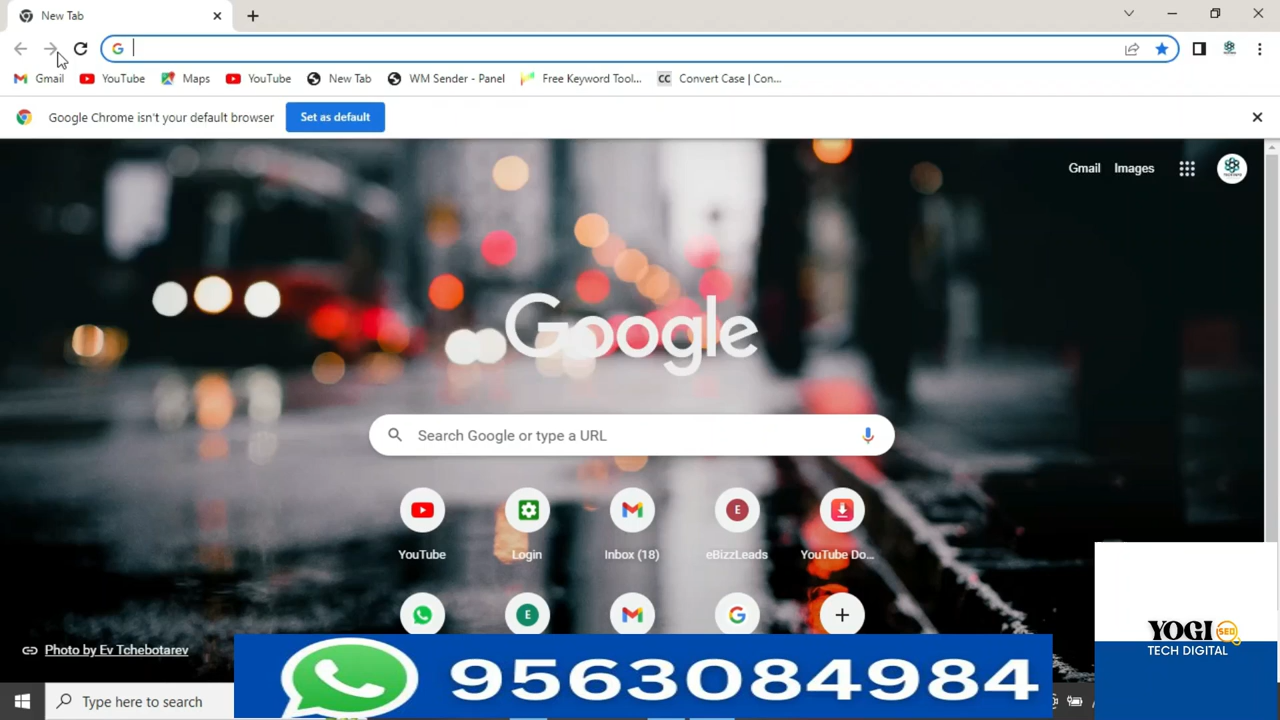 New Tab
Gmail YouTube Maps YouTube New Tab WM Sender - Panel Free Keyword Tool... CC Convert Case | Con...
Google Chrome isn't your default browser Set as default
Gmail Images
Google
Search Google or type a URL
YouTube Login Inbox (18) eBizzLeads YouTube Do...
Photo by Ev Tchebotarev
9563084984
YOGI SEO
TECH DIGITAL
Type here to search